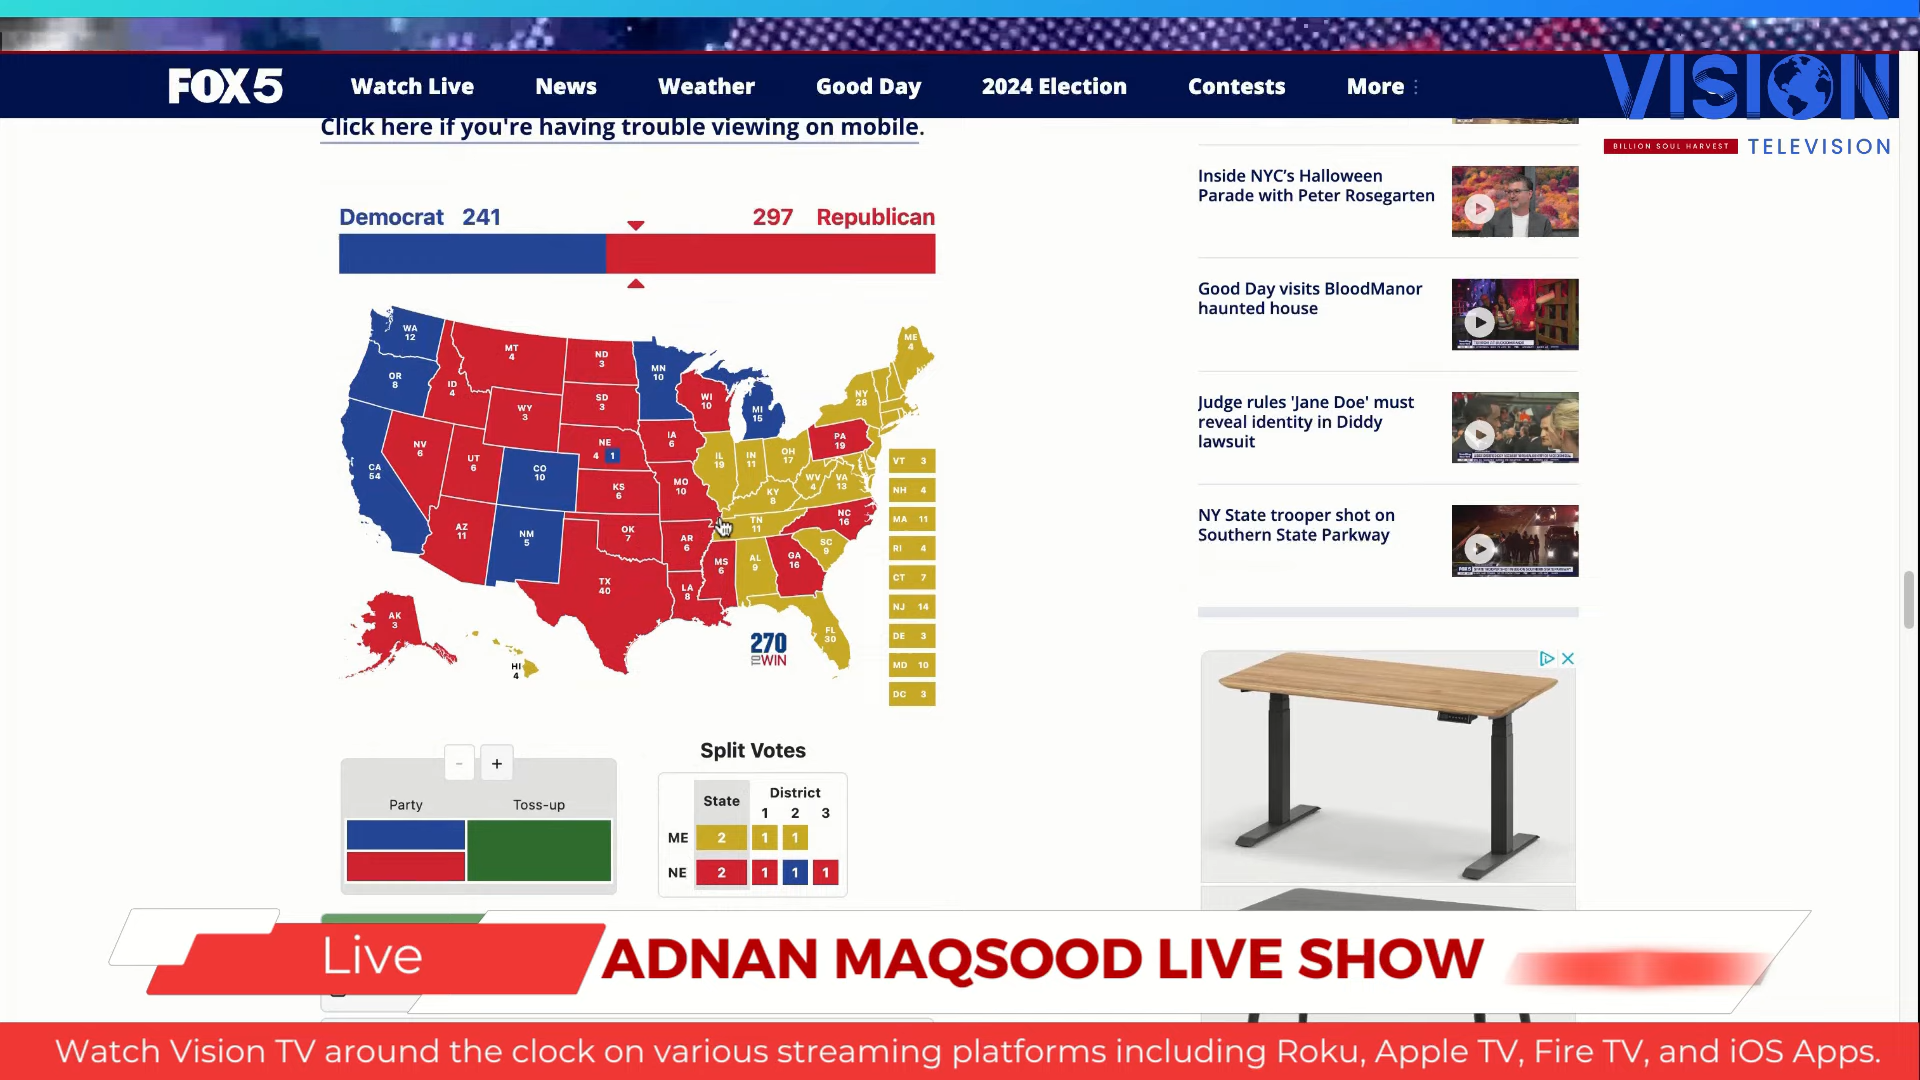 FOX 5
Watch Live
News
Weather
Good Day
2024 Election
Contests
More
VISION
BILLION SOUL HARVEST
TELEVISION
Click here if you're having trouble viewing on mobile.
Democrat 241
297 Republican
WA 12
OR 8
CA 54
NV 6
ID 4
MT 4
WY 3
UT 6
CO 10
AZ 11
NM 5
ND 3
SD 3
NE 4 1
KS 6
OK 7
TX 40
MN 10
IA 6
MO 10
AR 6
LA 8
WI 10
MI 15
IL 19
IN 11
OH 17
KY 8
TN 11
MS 6
AL 9
GA 16
FL 30
SC 9
NC 16
VA 13
WV 4
PA 19
NY 28
ME 4
AK 3
HI 4
VT 3
NH 4
MA 11
RI 4
CT 7
NJ 14
DE 3
MD 10
DC 3
270
TO WIN
- +
Party Toss-up
Split Votes
State District
1 2 3
ME 2 1 1
NE 2 1 1 1
Inside NYC's Halloween
Parade with Peter Rosegarten
Good Day visits BloodManor
haunted house
Judge rules 'Jane Doe' must
reveal identity in Diddy
lawsuit
NY State trooper shot on
Southern State Parkway
Live
ADNAN MAQSOOD LIVE SHOW
Watch Vision TV around the clock on various streaming platforms including Roku, Apple TV, Fire TV, and iOS Apps.